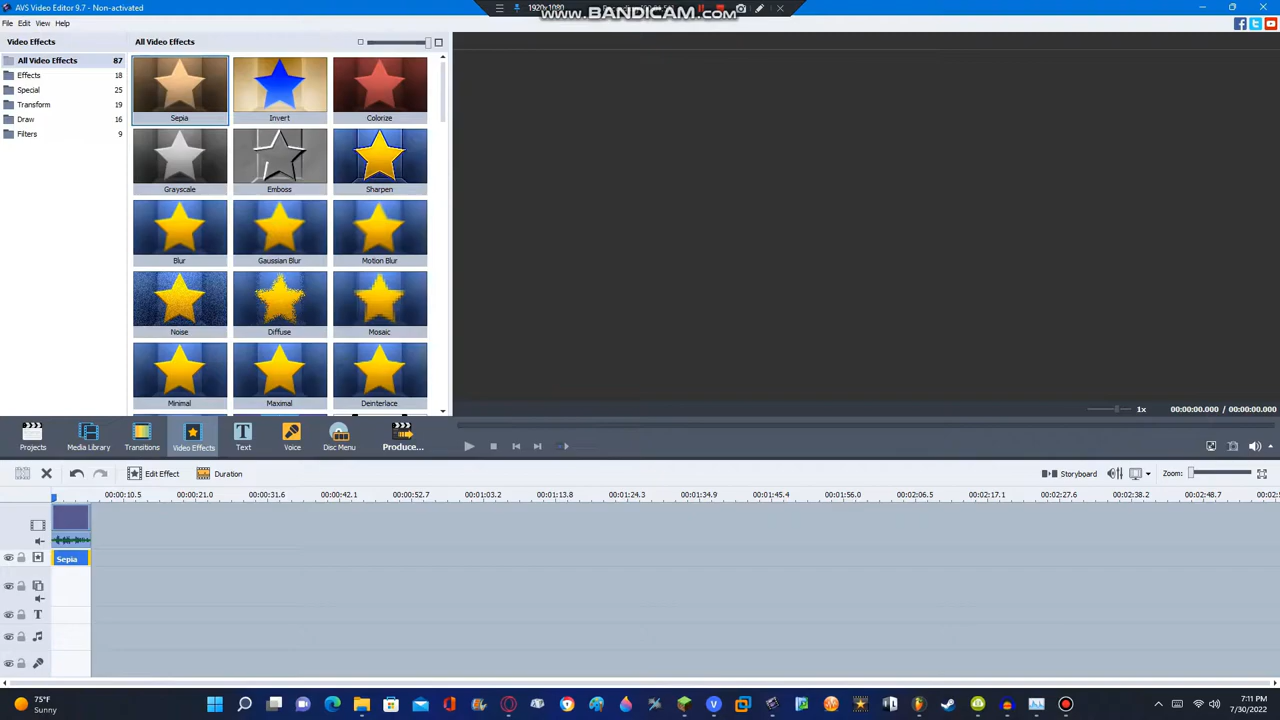 AVS Video Editor 9.7 - Non-activated
1920x1080
www.BANDICAM.com
File Edit View Help
Video Effects
All Video Effects
All Video Effects 87
Effects 18
Special 25
Transform 19
Draw 16
Filters 9
Sepia Invert Colorize
Grayscale Emboss Sharpen
Blur Gaussian Blur Motion Blur
Noise Diffuse Mosaic
Minimal Maximal Deinterlace
1x 00:00:00.000 / 00:00:00.000
Projects Media Library Transitions Video Effects Text Voice Disc Menu Produce...
Edit Effect Duration Storyboard Zoom:
00:00:10.5 00:00:21.0 00:00:31.6 00:00:42.1 00:00:52.7 00:01:03.2 00:01:13.8 00:01:24.3 00:01:34.9 00:01:45.4 00:01:56.0 00:02:06.5 00:02:17.1 00:02:27.6 00:02:38.2 00:02:48.7
Sepia
T
75°F
Sunny
7:11 PM
7/30/2022